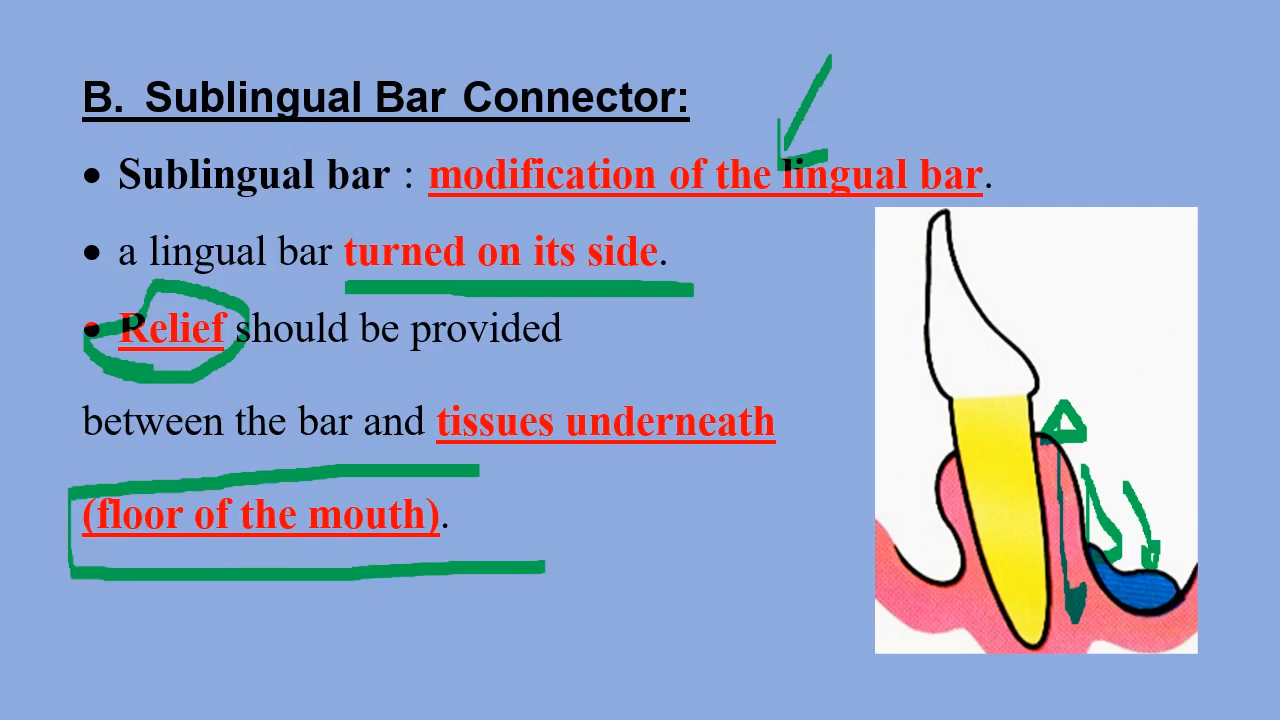 B. Sublingual Bar Connector:
• Sublingual bar : modification of the lingual bar.
• a lingual bar turned on its side.
• Relief should be provided
between the bar and tissues underneath
(floor of the mouth).